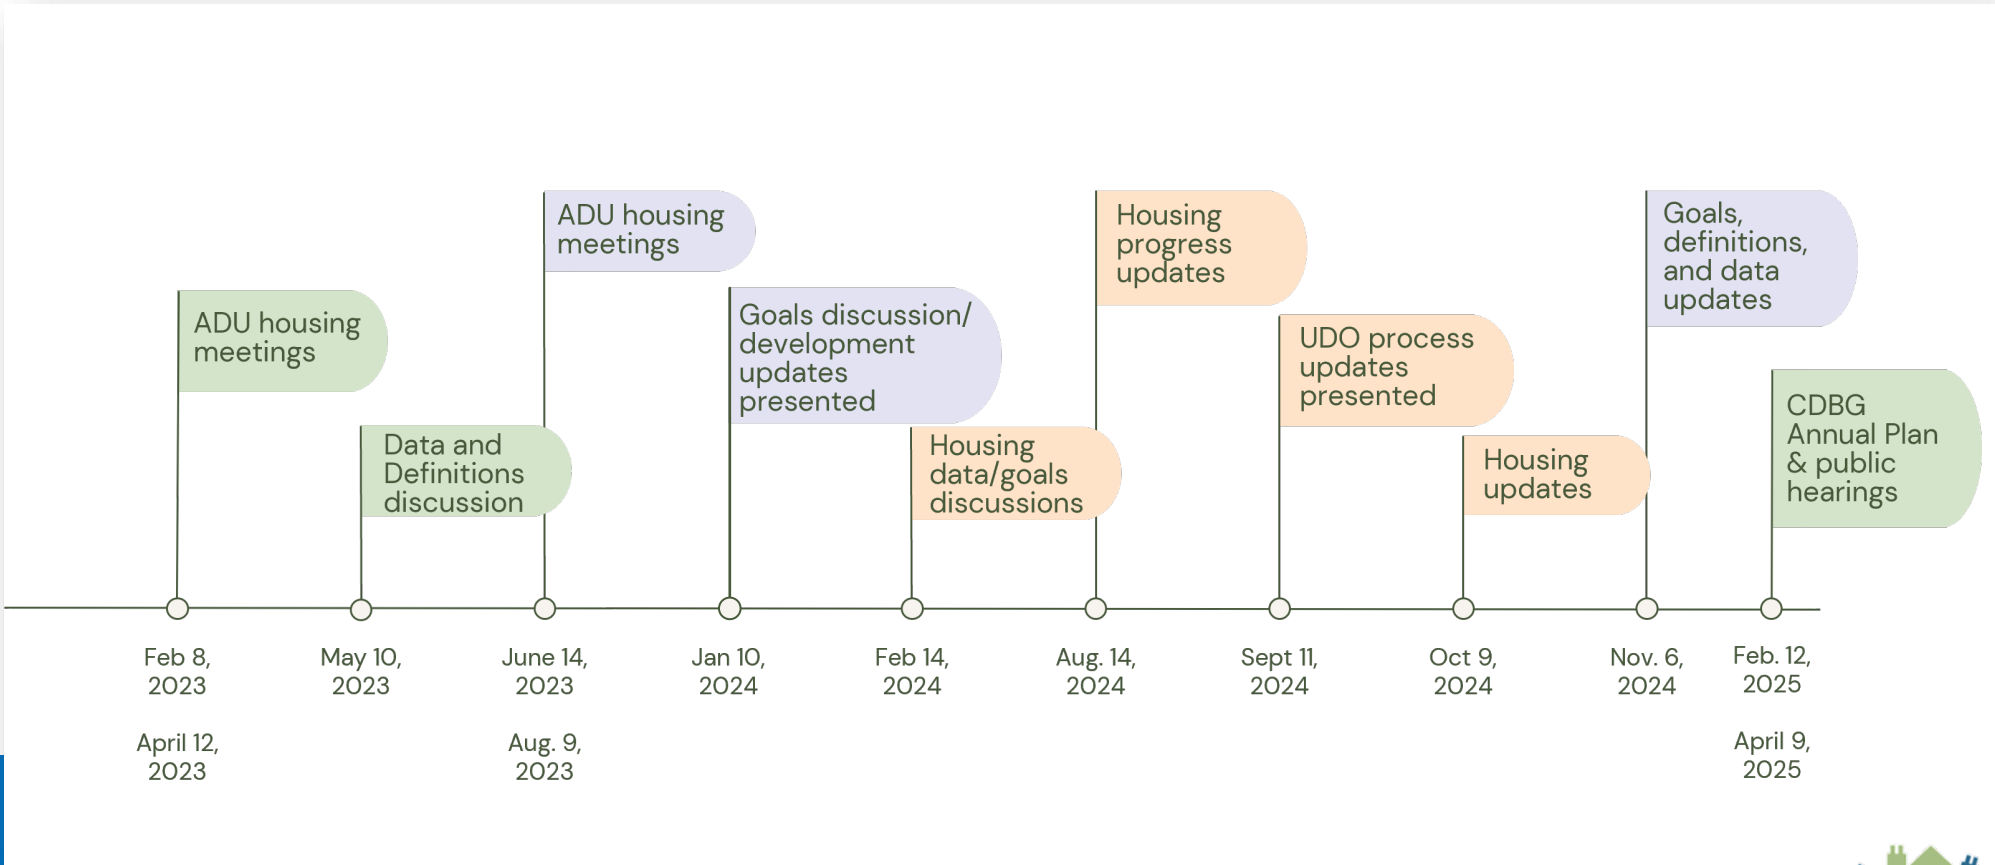 ADU housing
meetings
Data and
Definitions
discussion
ADU housing
meetings
Goals discussion/
development
updates
presented
Housing
data/goals
discussions
Housing
progress
updates
UDO process
updates
presented
Housing
updates
Goals,
definitions,
and data
updates
CDBG
Annual Plan
& public
hearings
Feb 8,
2023
April 12,
2023
May 10,
2023
June 14,
2023
Aug. 9,
2023
Jan 10,
2024
Feb 14,
2024
Aug. 14,
2024
Sept 11,
2024
Oct 9,
2024
Nov. 6,
2024
Feb. 12,
2025
April 9,
2025